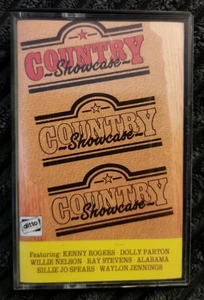 COUNTRY
Showcase
COUNTRY
Showcase
COUNTRY
Showcase
ditto
Featuring: KENNY ROGERS · DOLLY PARTON
WILLIE NELSON · RAY STEVENS · ALABAMA
BILLIE JO SPEARS · WAYLON JENNINGS